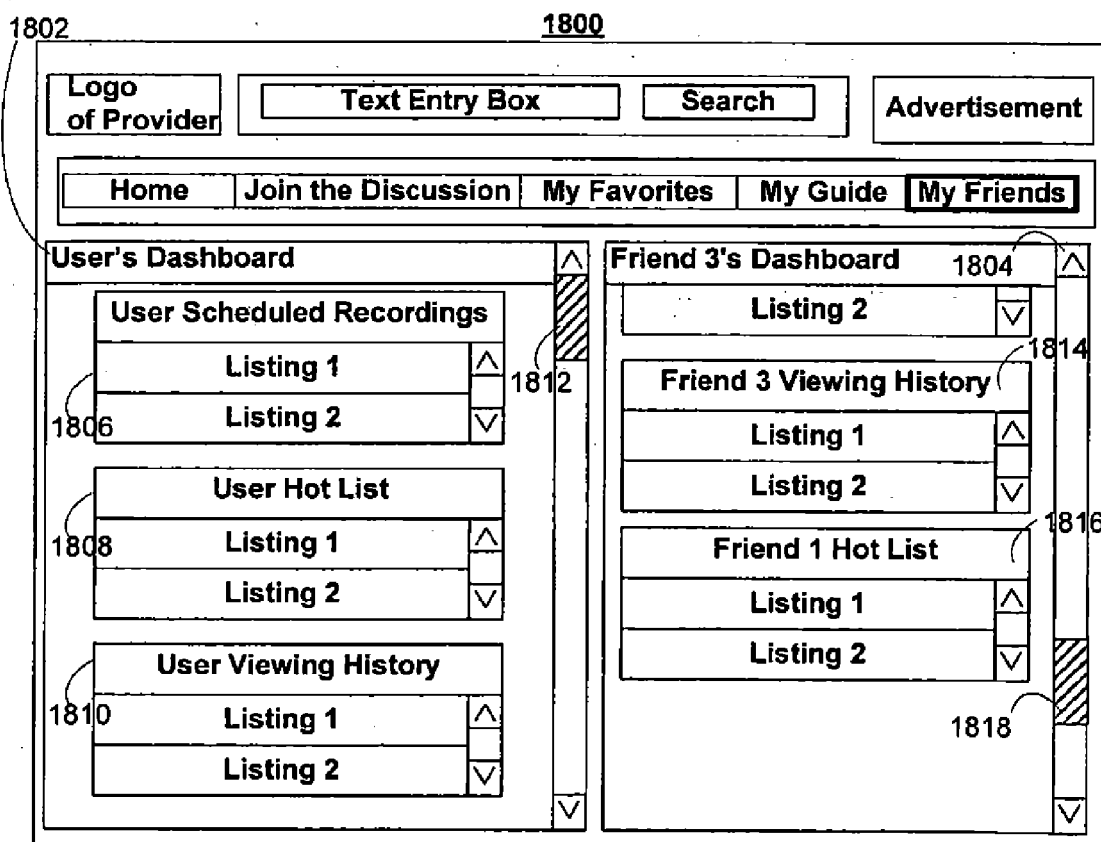 1802
1800
Logo
of Provider
Text Entry Box
Search
Advertisement
Home
Join the Discussion
My Favorites
My Guide
My Friends
User's Dashboard
User Scheduled Recordings
Listing 1
Listing 2
1806
1812
User Hot List
Listing 1
Listing 2
1808
User Viewing History
Listing 1
Listing 2
1810
Friend 3's Dashboard
1804
Listing 2
1814
Friend 3 Viewing History
Listing 1
Listing 2
1816
Friend 1 Hot List
Listing 1
Listing 2
1818